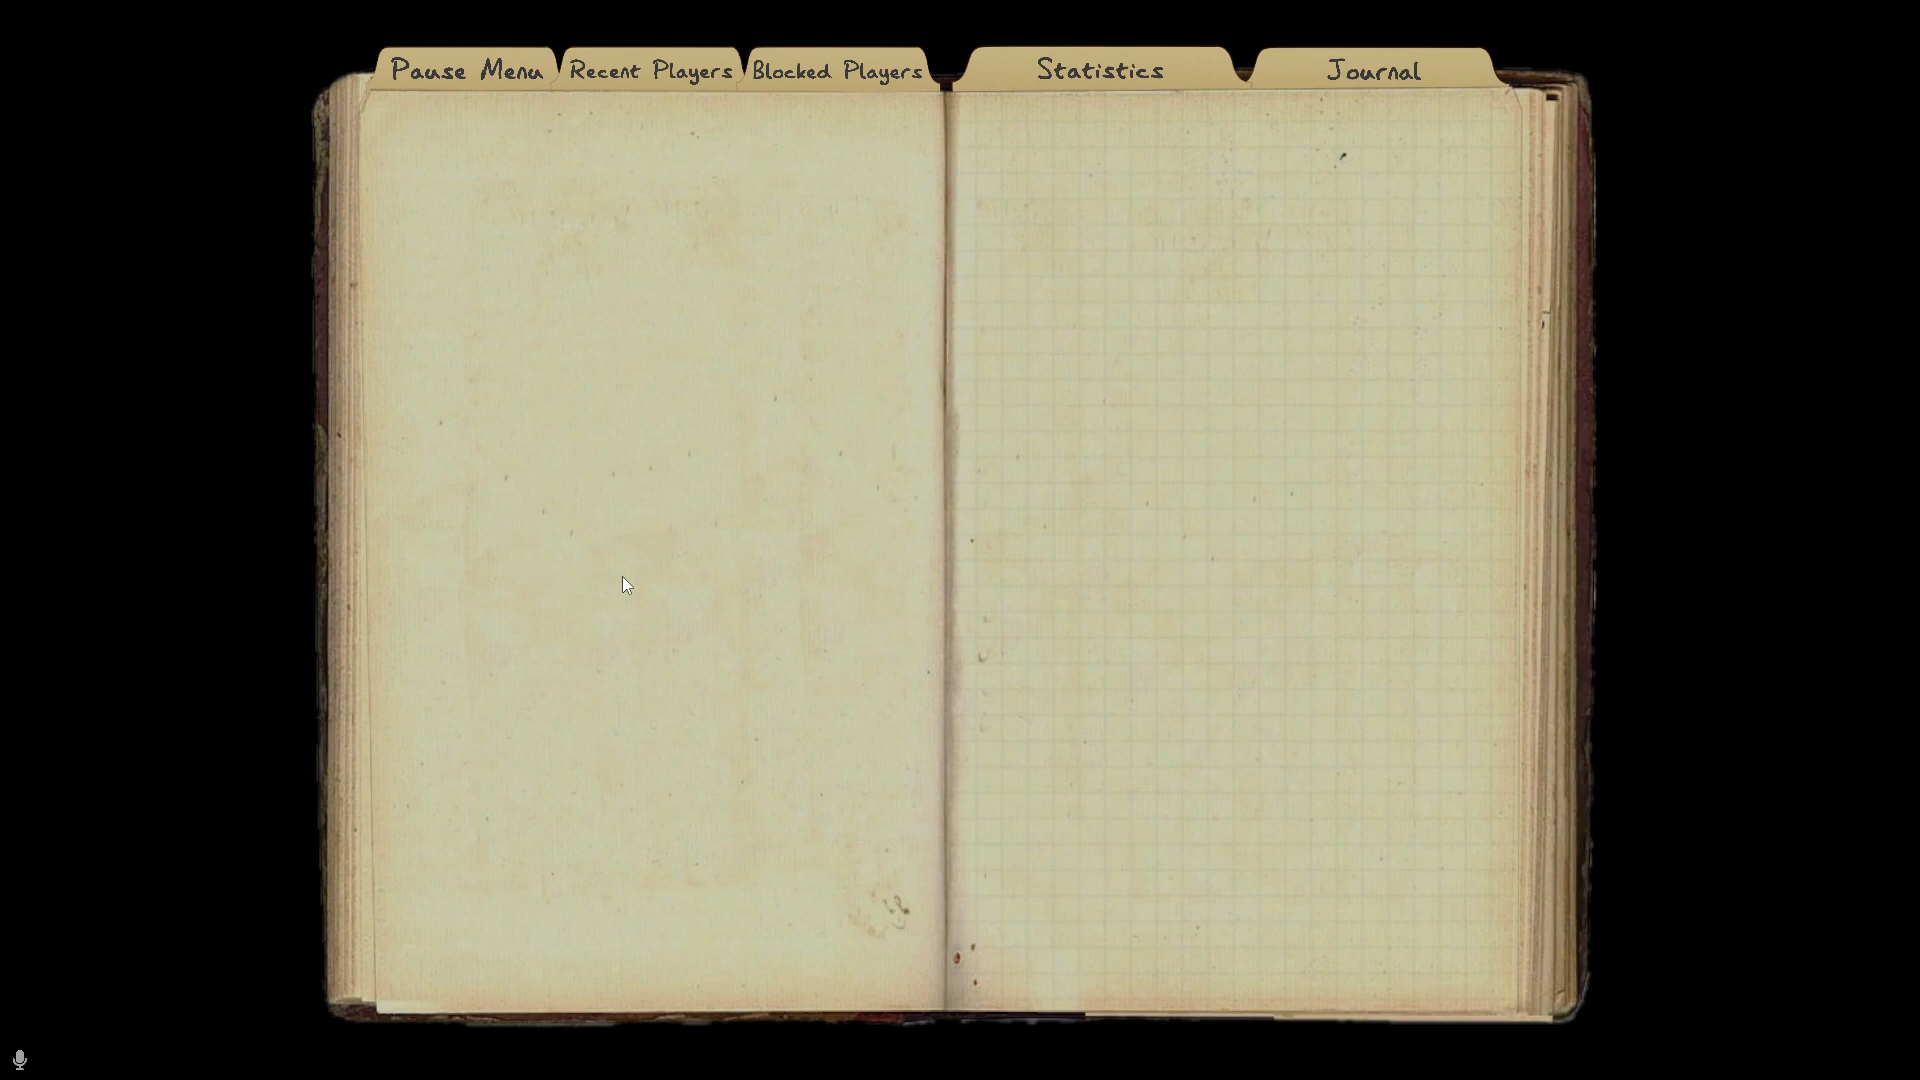 Pause Menu
Recent Players
Blocked Players
Statistics
Journal